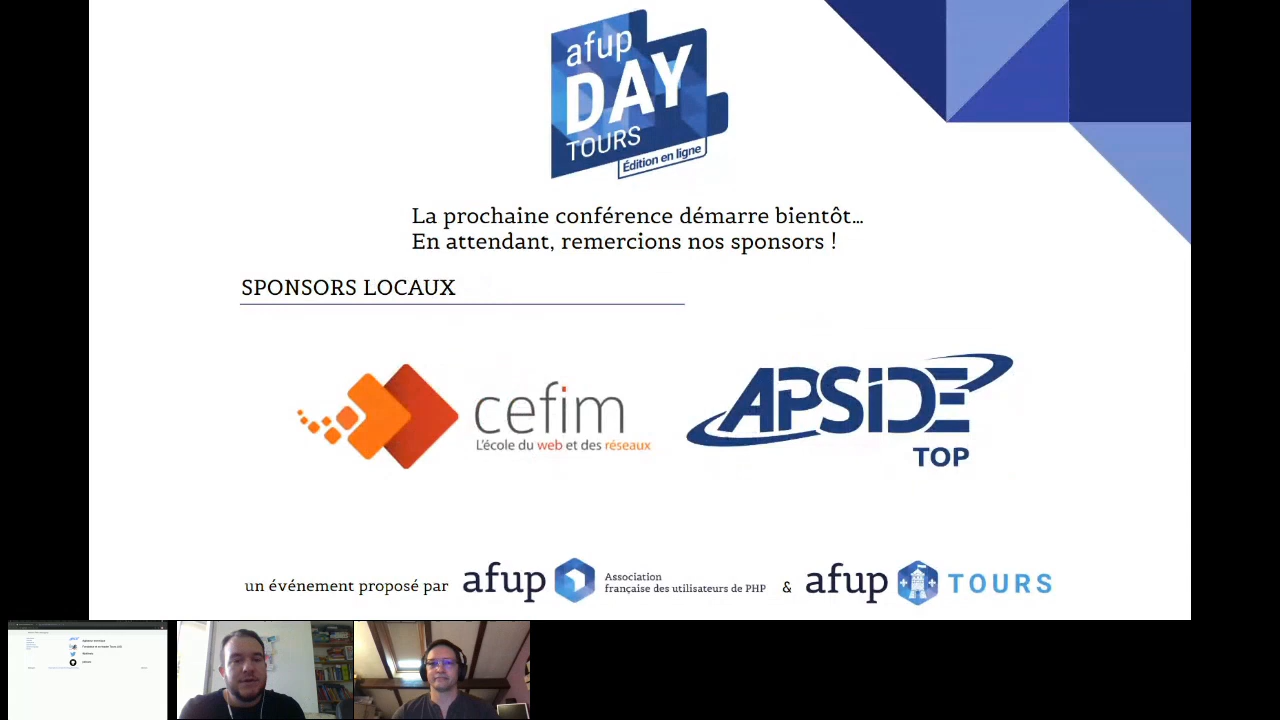 afup
DAY
TOURS
Édition en ligne
La prochaine conférence démarre bientôt...
En attendant, remercions nos sponsors !
SPONSORS LOCAUX
cefim
L'école du web et des réseaux
APSIDE
TOP
un événement proposé par afup Association
française des utilisateurs de PHP & afup TOURS